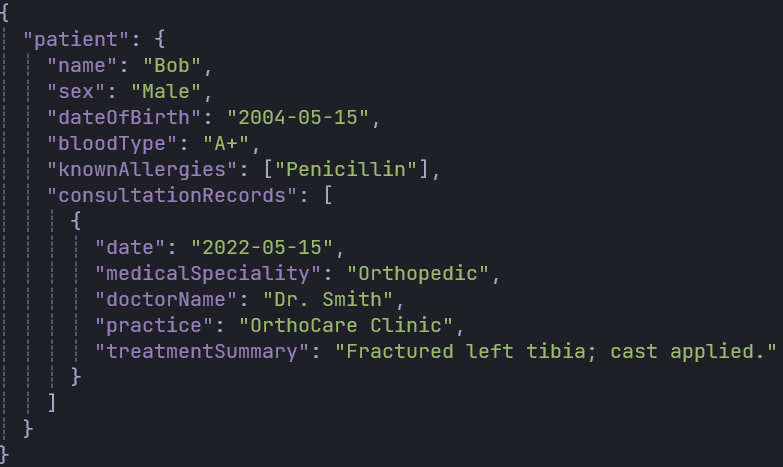 {
  "patient": {
    "name": "Bob",
    "sex": "Male",
    "dateOfBirth": "2004-05-15",
    "bloodType": "A+",
    "knownAllergies": ["Penicillin"],
    "consultationRecords": [
      {
        "date": "2022-05-15",
        "medicalSpeciality": "Orthopedic",
        "doctorName": "Dr. Smith",
        "practice": "OrthoCare Clinic",
        "treatmentSummary": "Fractured left tibia; cast applied."
      }
    ]
  }
}